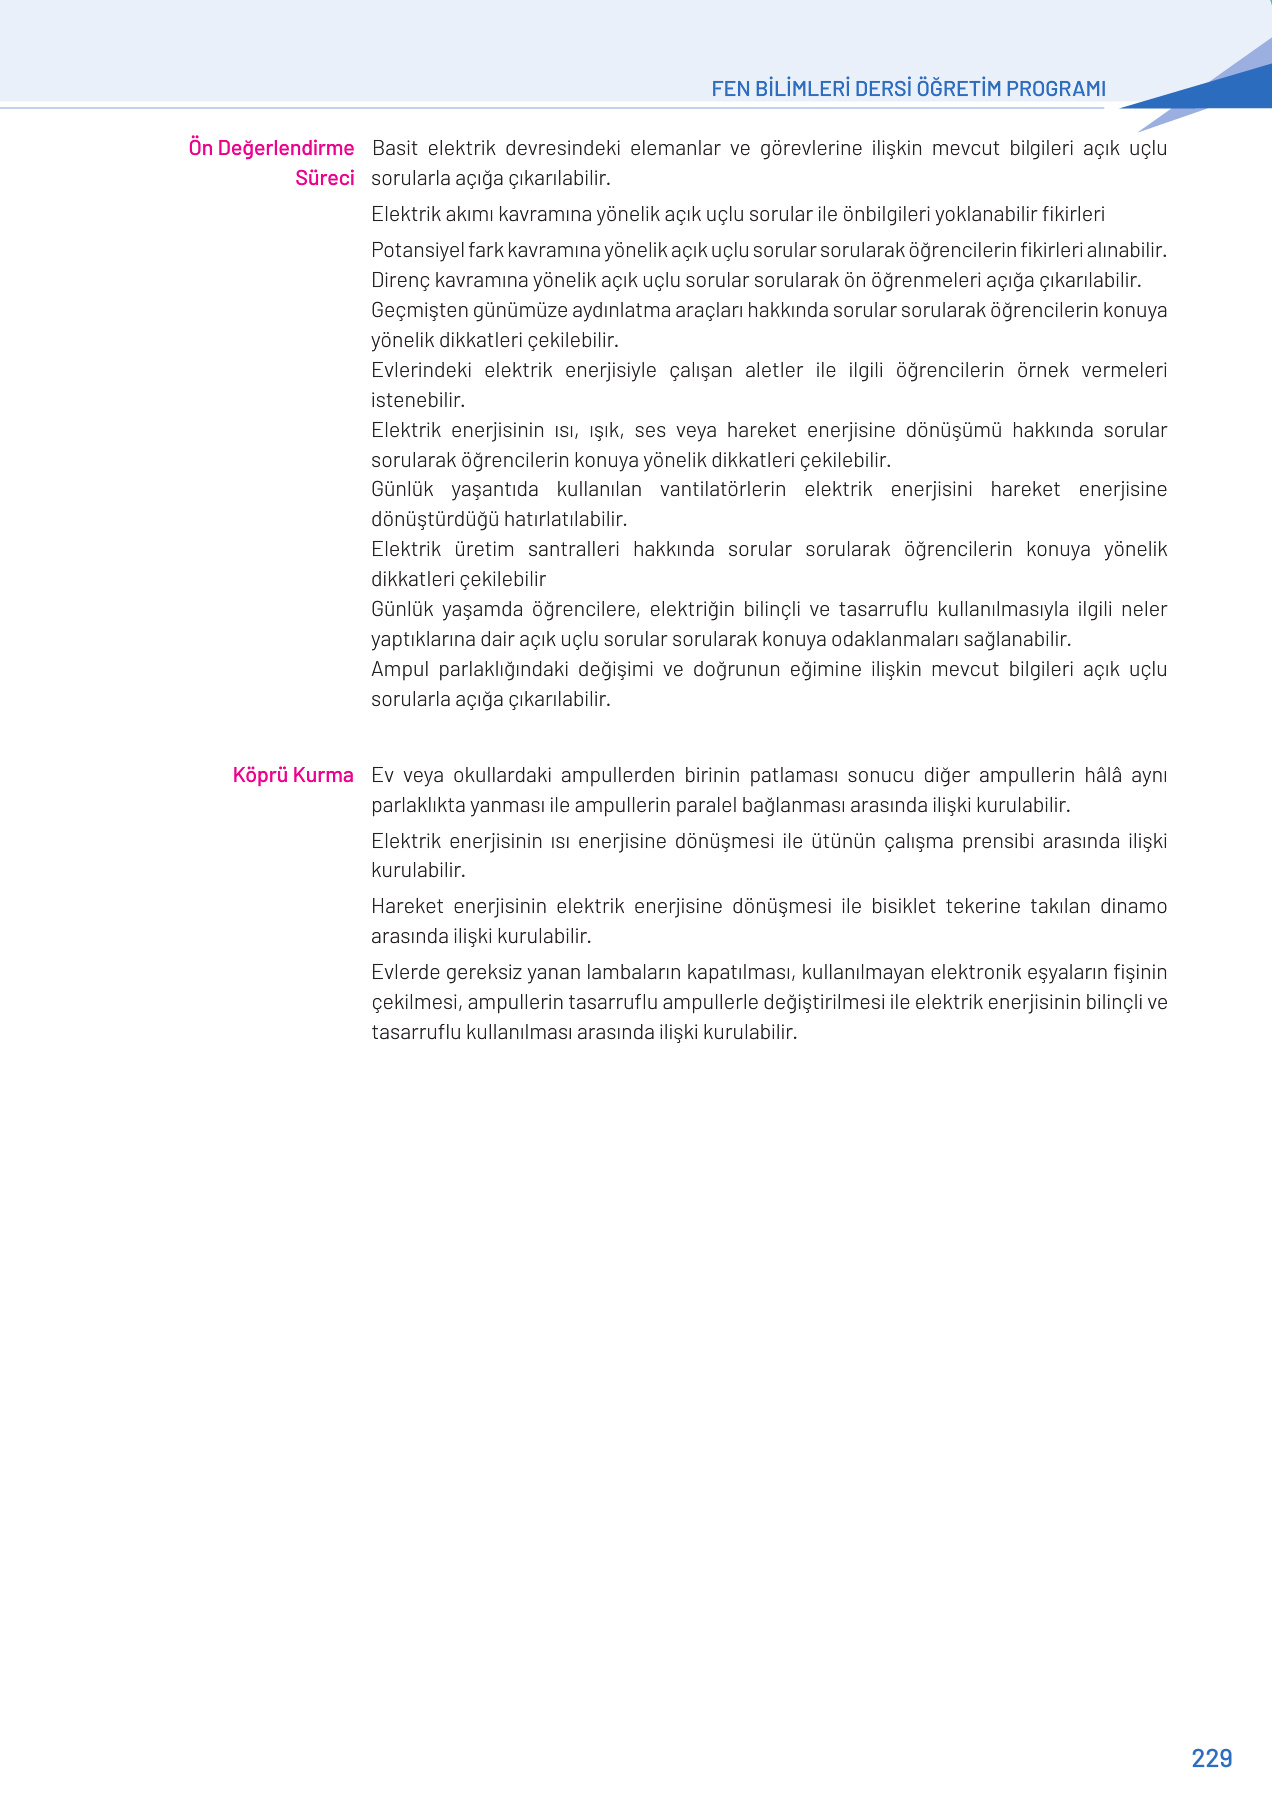 FEN BİLİMLERİ DERSİ ÖĞRETİM PROGRAMI
Ön Değerlendirme Süreci
Basit elektrik devresindeki elemanlar ve görevlerine ilişkin mevcut bilgileri açık uçlu
sorularla açığa çıkarılabilir.
Elektrik akımı kavramına yönelik açık uçlu sorular ile önbilgileri yoklanabilir fikirleri
Potansiyel fark kavramına yönelik açık uçlu sorular sorularak öğrencilerin fikirleri alınabilir.
Direnç kavramına yönelik açık uçlu sorular sorularak ön öğrenmeleri açığa çıkarılabilir.
Geçmişten günümüze aydınlatma araçları hakkında sorular sorularak öğrencilerin konuya
yönelik dikkatleri çekilebilir.
Evlerindeki elektrik enerjisiyle çalışan aletler ile ilgili öğrencilerin örnek vermeleri
istenebilir.
Elektrik enerjisinin ısı, ışık, ses veya hareket enerjisine dönüşümü hakkında sorular
sorularak öğrencilerin konuya yönelik dikkatleri çekilebilir.
Günlük yaşantıda kullanılan vantilatörlerin elektrik enerjisini hareket enerjisine
dönüştürdüğü hatırlatılabilir.
Elektrik üretim santralleri hakkında sorular sorularak öğrencilerin konuya yönelik
dikkatleri çekilebilir
Günlük yaşamda öğrencilere, elektriğin bilinçli ve tasarruflu kullanılmasıyla ilgili neler
yaptıklarına dair açık uçlu sorular sorularak konuya odaklanmaları sağlanabilir.
Ampul parlaklığındaki değişimi ve doğrunun eğimine ilişkin mevcut bilgileri açık uçlu
sorularla açığa çıkarılabilir.
Köprü Kurma
Ev veya okullardaki ampullerden birinin patlaması sonucu diğer ampullerin hâlâ aynı
parlaklıkta yanması ile ampullerin paralel bağlanması arasında ilişki kurulabilir.
Elektrik enerjisinin ısı enerjisine dönüşmesi ile ütünün çalışma prensibi arasında ilişki
kurulabilir.
Hareket enerjisinin elektrik enerjisine dönüşmesi ile bisiklet tekerine takılan dinamo
arasında ilişki kurulabilir.
Evlerde gereksiz yanan lambaların kapatılması, kullanılmayan elektronik eşyaların fişinin
çekilmesi, ampullerin tasarruflu ampullerle değiştirilmesi ile elektrik enerjisinin bilinçli ve
tasarruflu kullanılması arasında ilişki kurulabilir.
229